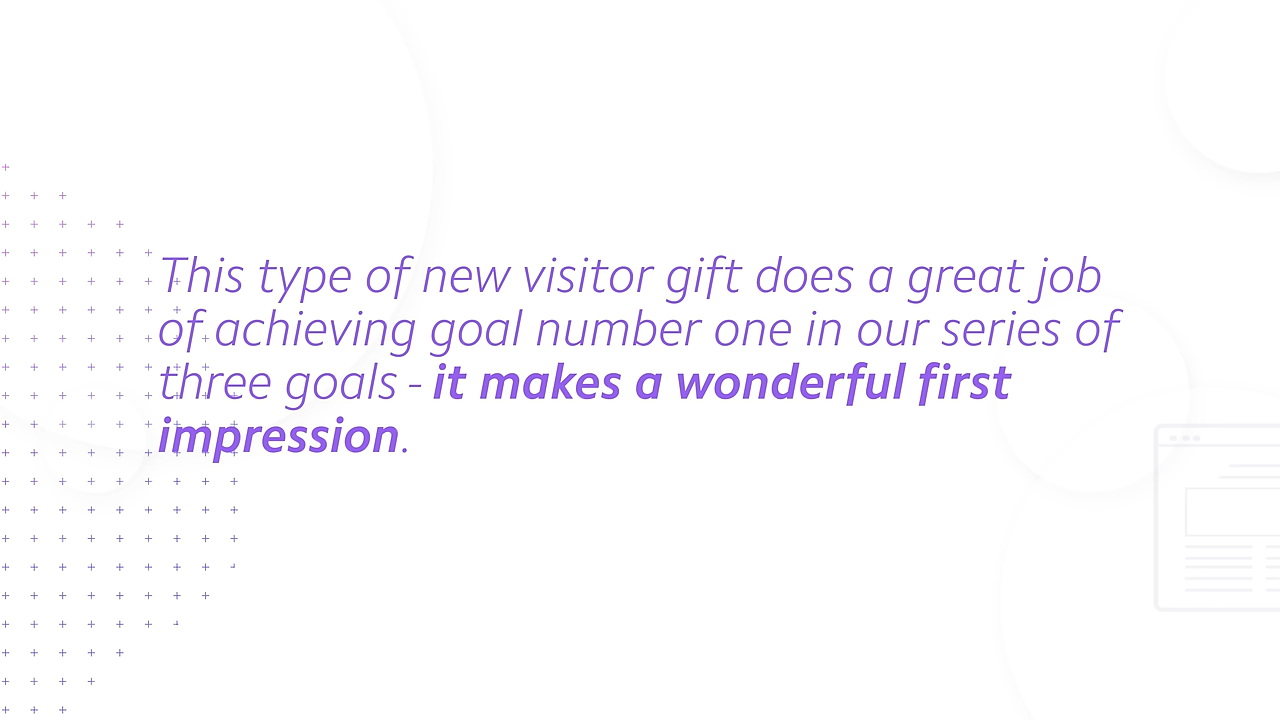 This type of new visitor gift does a great job
of achieving goal number one in our series of
three goals - it makes a wonderful first
impression.